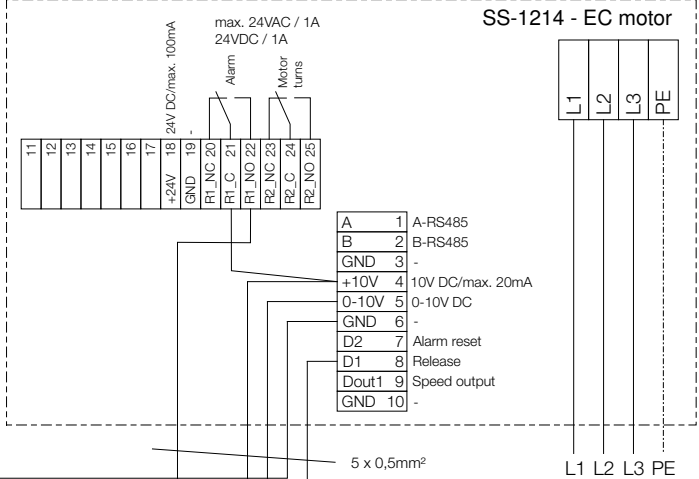 SS-1214 - EC motor
max. 24VAC / 1A
24VDC / 1A
24V DC/max. 100mA
-
Alarm
Motor
turns
11
12
13
14
15
16
17
+24V 18
GND 19
R1_NC 20
R1_C 21
R1_NO 22
R2_NC 23
R2_C 24
R2_NO 25
L1
L2
L3
PE
A 1 A-RS485
B 2 B-RS485
GND 3 -
+10V 4 10V DC/max. 20mA
0-10V 5 0-10V DC
GND 6 -
D2 7 Alarm reset
D1 8 Release
Dout1 9 Speed output
GND 10 -
5 x 0,5mm²
L1 L2 L3 PE